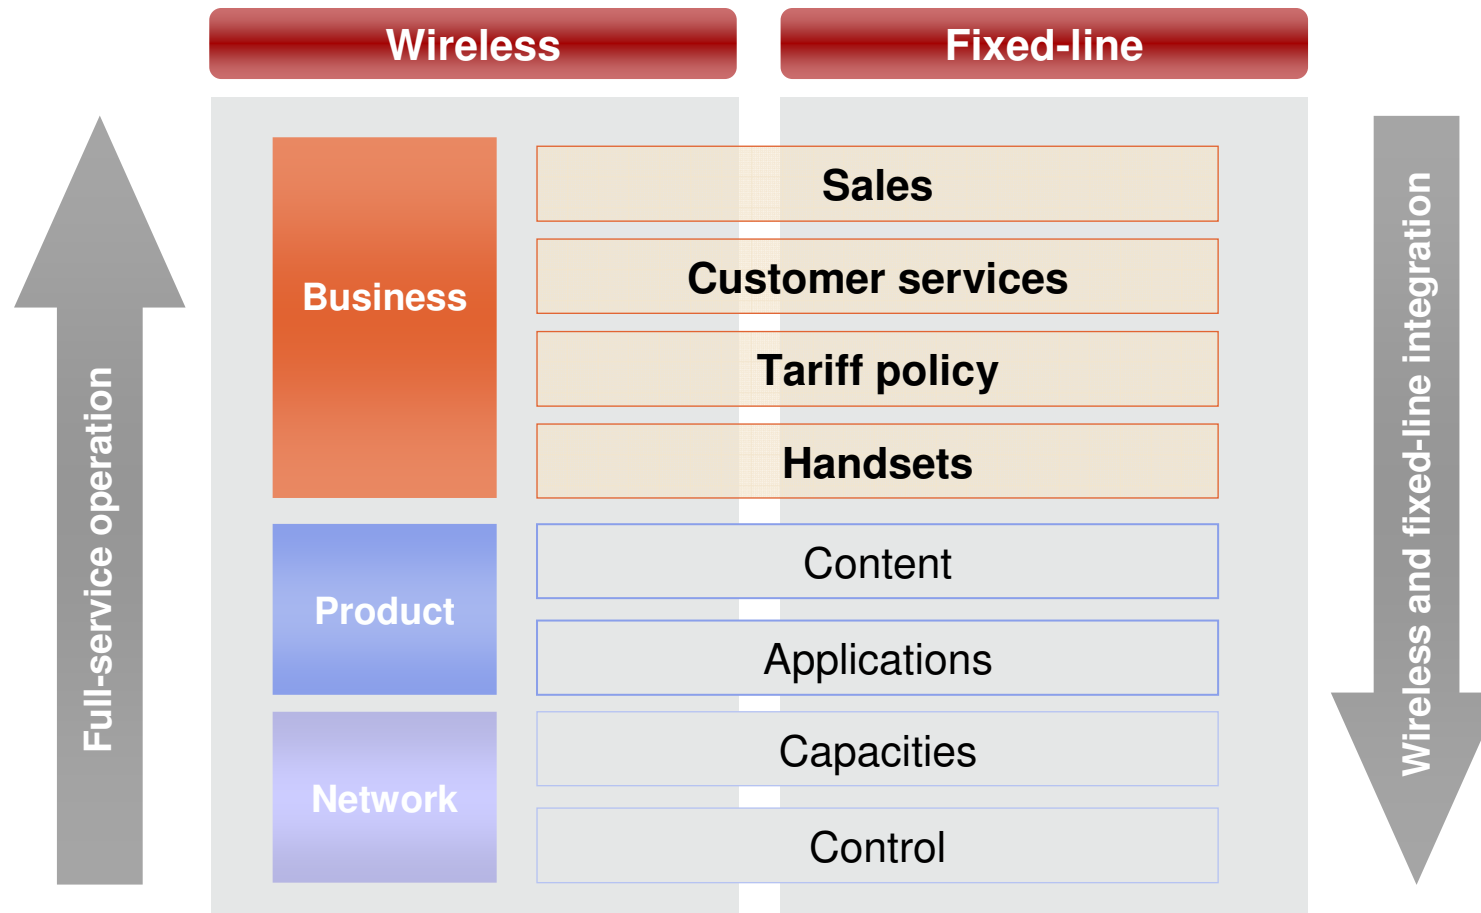 Wireless
Fixed-line
Full-service operation
Business
Sales
Customer services
Tariff policy
Handsets
Product
Content
Applications
Network
Capacities
Control
Wireless and fixed-line integration